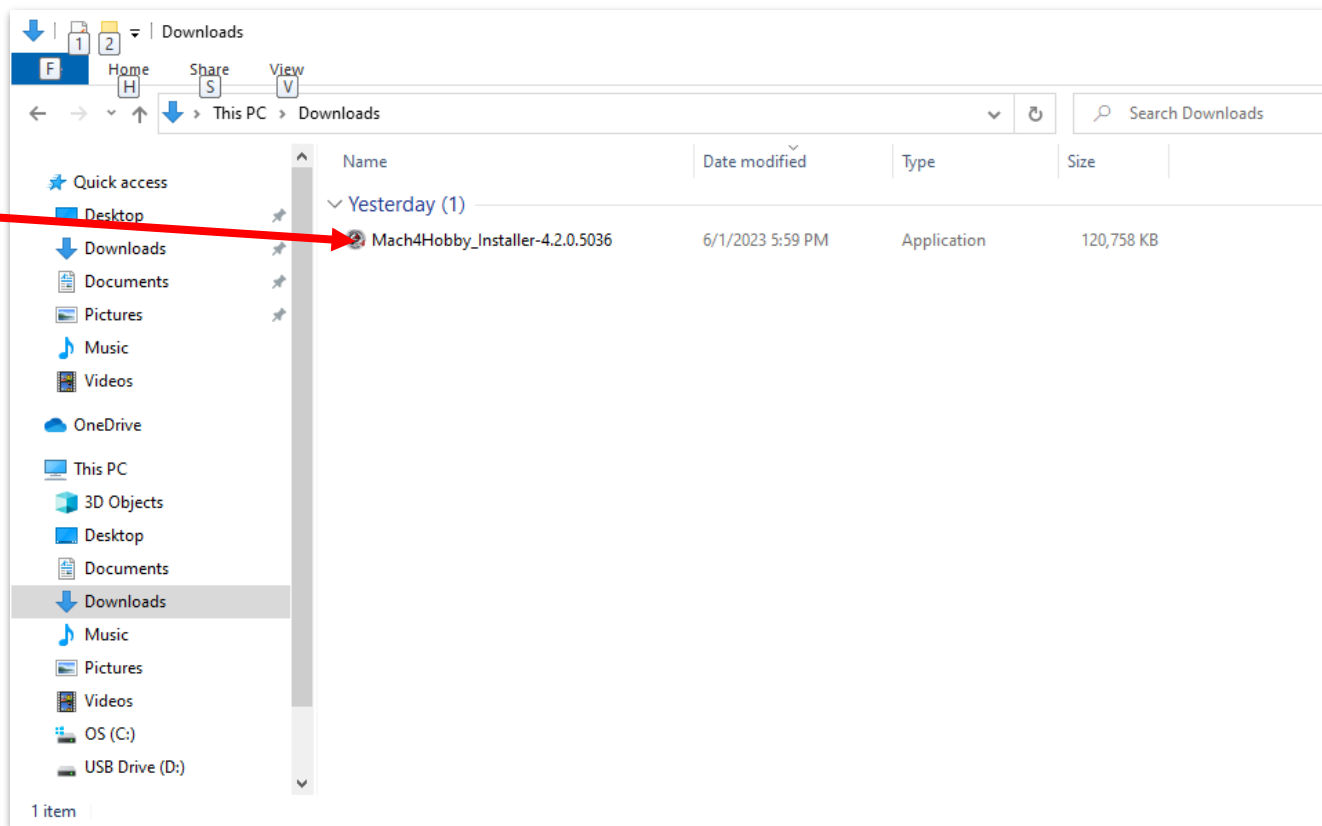 Downloads
1 2
F Home Share View
H S V
This PC > Downloads Search Downloads
Name Date modified Type Size
Quick access
Yesterday (1)
Desktop
Mach4Hobby_Installer-4.2.0.5036 6/1/2023 5:59 PM Application 120,758 KB
Downloads
Documents
Pictures
Music
Videos
OneDrive
This PC
3D Objects
Desktop
Documents
Downloads
Music
Pictures
Videos
OS (C:)
USB Drive (D:)
1 item